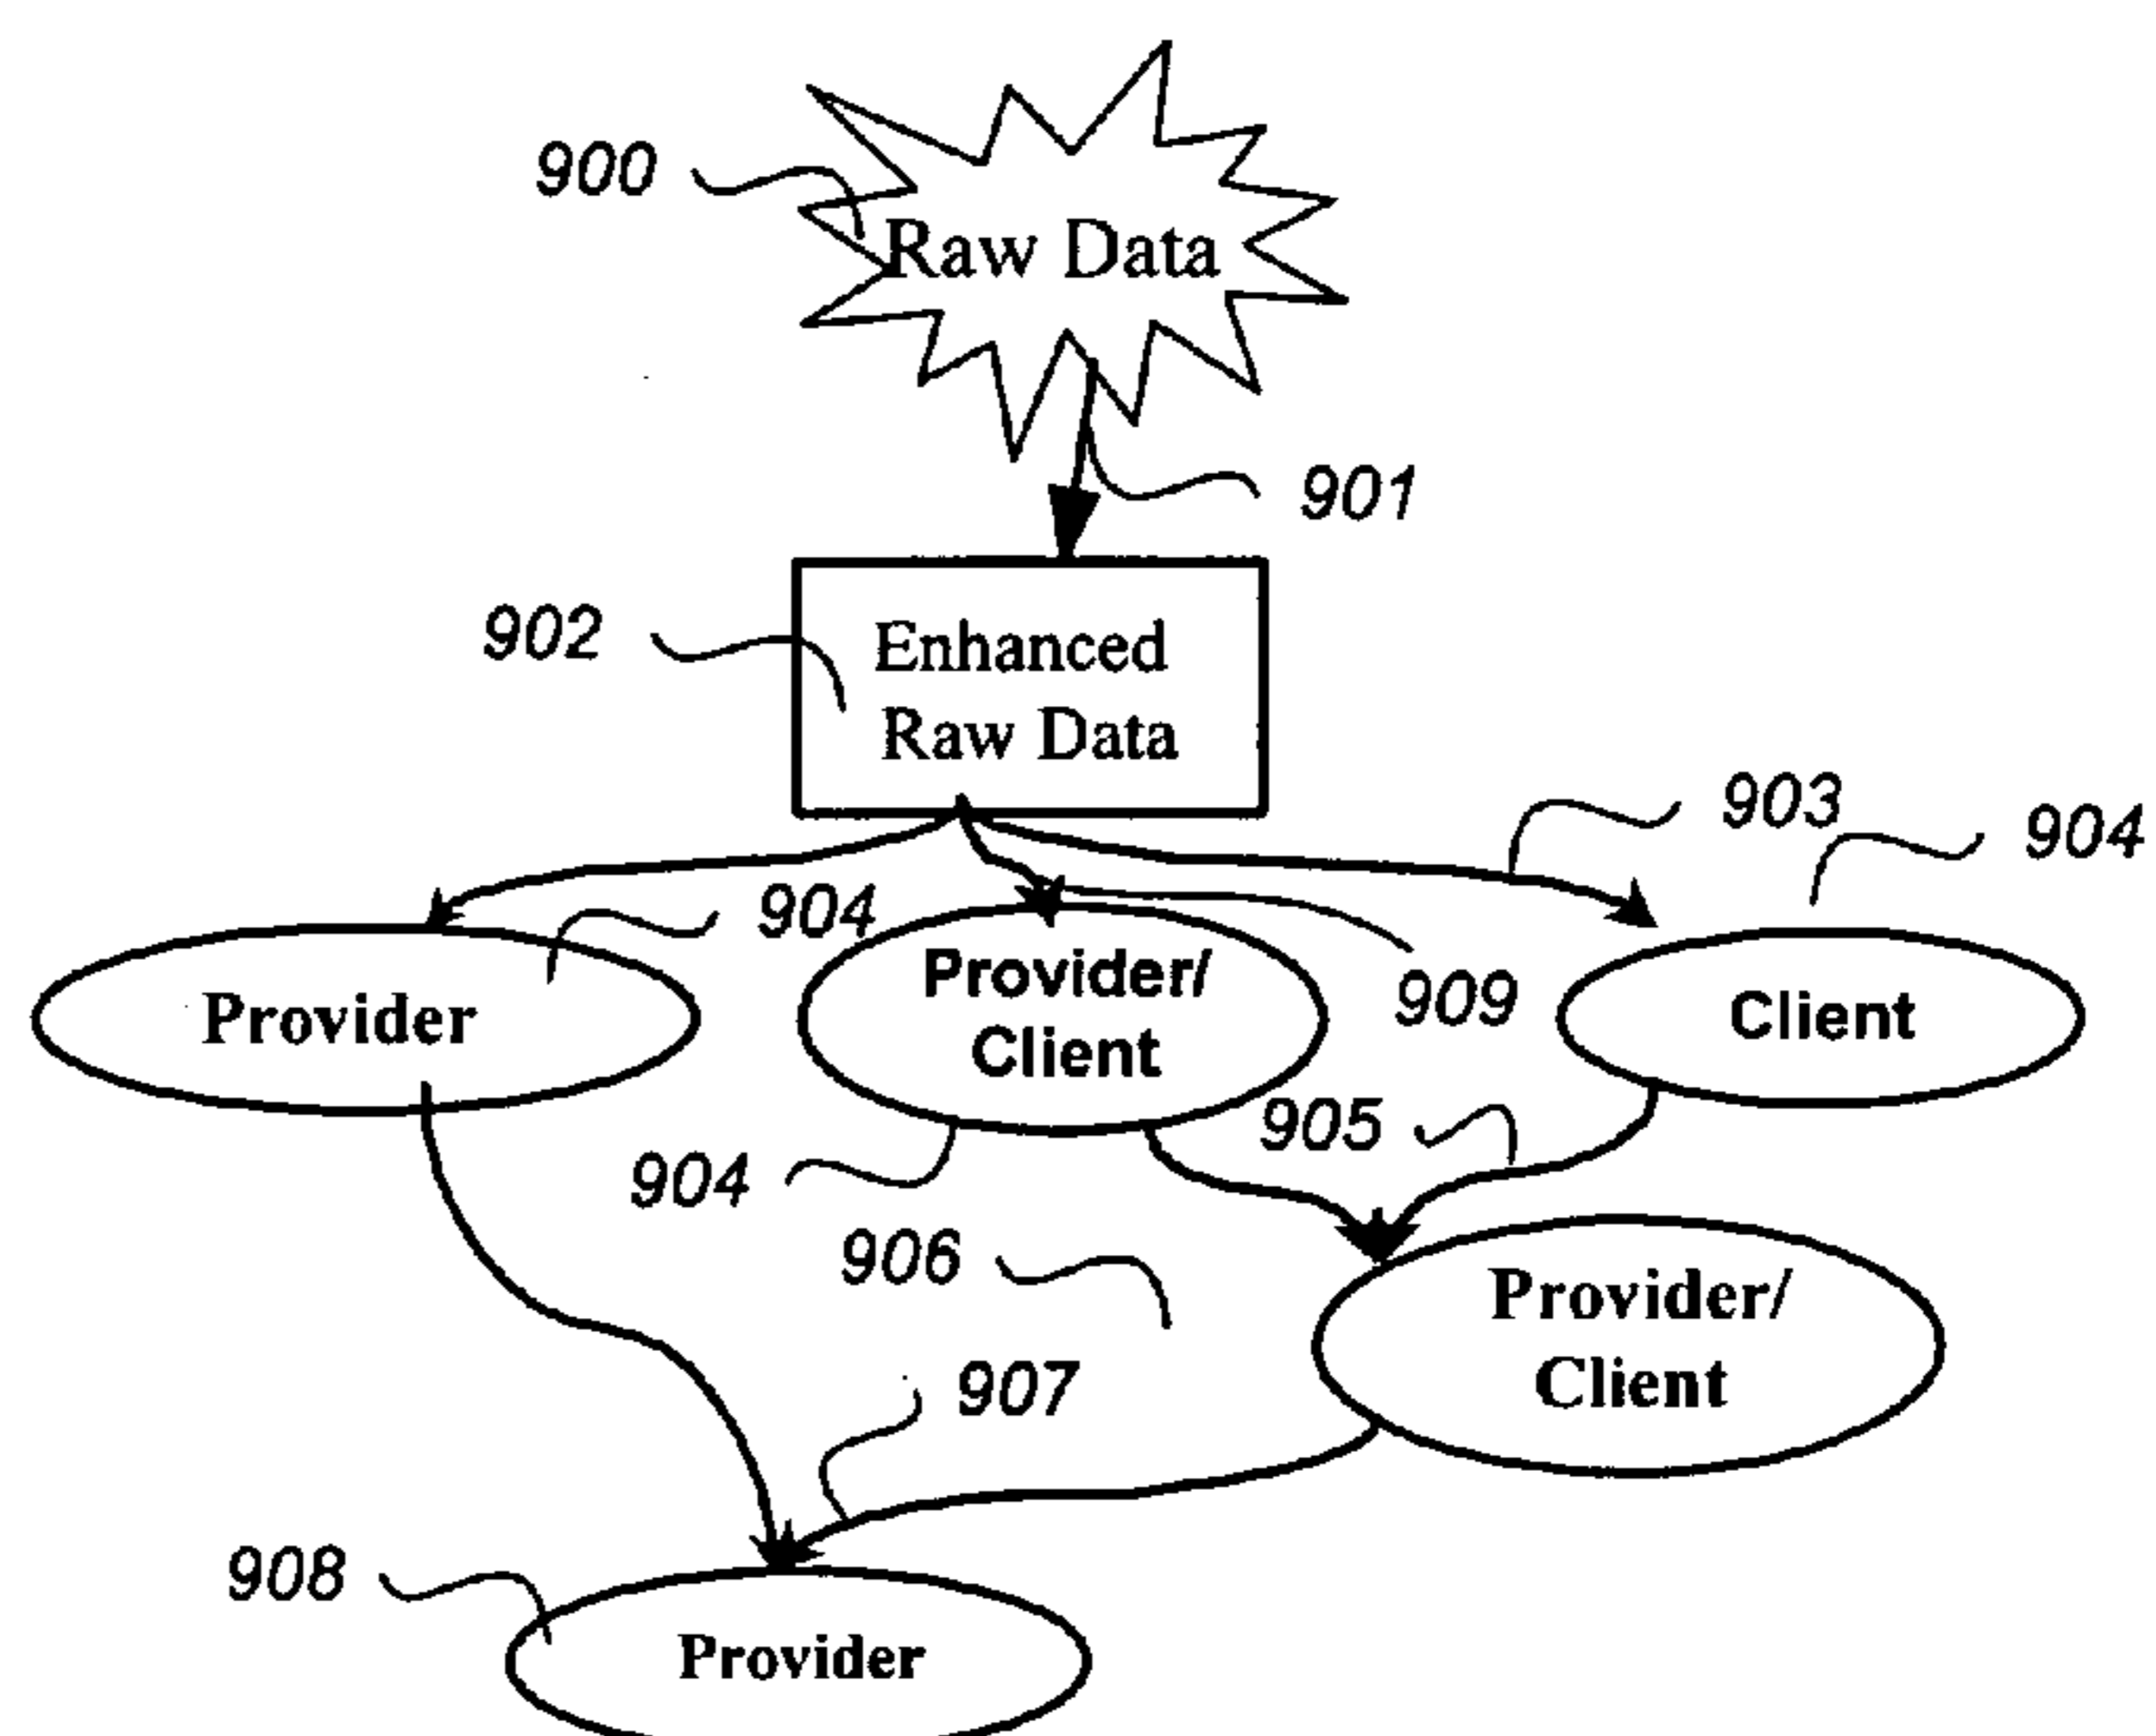 900
Raw Data
901
902
Enhanced
Raw Data
903
904
904
Provider
Provider/
Client
909
Client
904
905
906
Provider/
Client
907
908
Provider